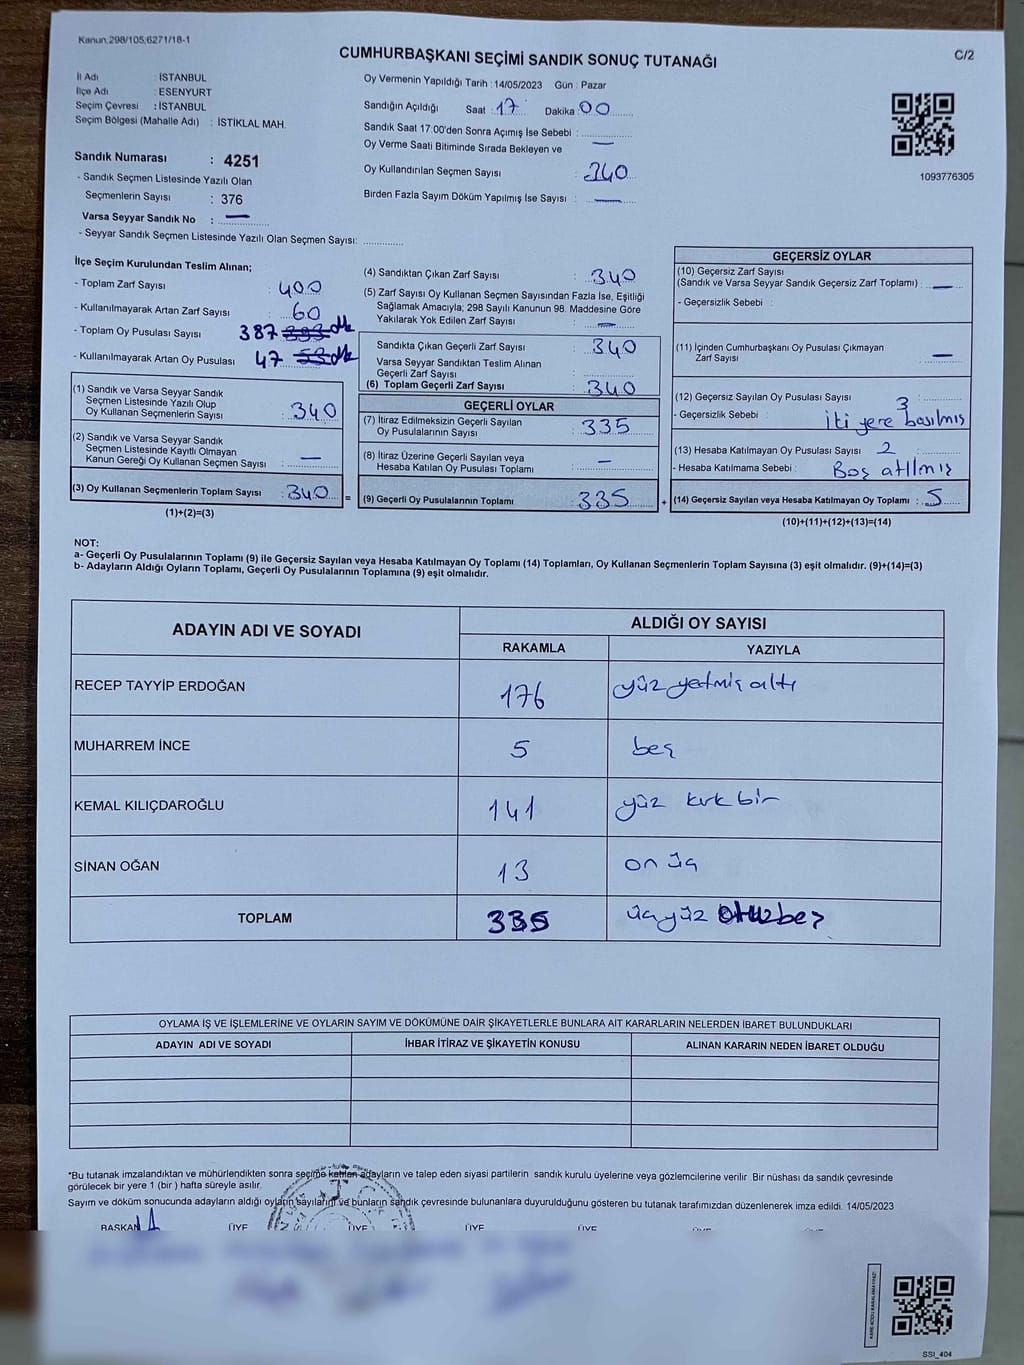 Kanun.298/105,6271/18-1
C/2
CUMHURBAŞKANI SEÇİMİ SANDIK SONUÇ TUTANAĞI
İl Adı : İSTANBUL
İlçe Adı : ESENYURT
Seçim Çevresi : İSTANBUL
Seçim Bölgesi (Mahalle Adı) : İSTİKLAL MAH.
Sandık Numarası : 4251
- Sandık Seçmen Listesinde Yazılı Olan
Seçmenlerin Sayısı : 376
Varsa Seyyar Sandık No : —
- Seyyar Sandık Seçmen Listesinde Yazılı Olan Seçmen Sayısı: ............
Oy Vermenin Yapıldığı Tarih : 14/05/2023 Gün : Pazar
Sandığın Açıldığı Saat : 17 Dakika : 00
Sandık Saat 17:00'den Sonra Açımış İse Sebebi :
Oy Verme Saati Bitiminde Sırada Bekleyen ve —
Oy Kullandırılan Seçmen Sayısı : 340
Birden Fazla Sayım Döküm Yapılmış İse Sayısı : —
1093776305
İlçe Seçim Kurulundan Teslim Alınan;
- Toplam Zarf Sayısı : 400
- Kullanılmayarak Artan Zarf Sayısı : 60
- Toplam Oy Pusulası Sayısı 387
- Kullanılmayarak Artan Oy Pusulası 47
(1) Sandık ve Varsa Seyyar Sandık
Seçmen Listesinde Yazılı Olup
Oy Kullanan Seçmenlerin Sayısı : 340
(2) Sandık ve Varsa Seyyar Sandık
Seçmen Listesinde Kayıtlı Olmayan
Kanun Gereği Oy Kullanan Seçmen Sayısı : —
(3) Oy Kullanan Seçmenlerin Toplam Sayısı : 340 =
(1)+(2)=(3)
(4) Sandıktan Çıkan Zarf Sayısı : 340
(5) Zarf Sayısı Oy Kullanan Seçmen Sayısından Fazla İse, Eşitliği
Sağlamak Amacıyla; 298 Sayılı Kanunun 98. Maddesine Göre
Yakılarak Yok Edilen Zarf Sayısı : —
Sandıkta Çıkan Geçerli Zarf Sayısı : 340
Varsa Seyyar Sandıktan Teslim Alınan
Geçerli Zarf Sayısı :
(6) Toplam Geçerli Zarf Sayısı : 340
GEÇERLİ OYLAR
(7) İtiraz Edilmeksizin Geçerli Sayılan
Oy Pusulalarının Sayısı : 335
(8) İtiraz Üzerine Geçerli Sayılan veya
Hesaba Katılan Oy Pusulası Toplamı : —
(9) Geçerli Oy Pusulalarının Toplamı : 335 +
GEÇERSİZ OYLAR
(10) Geçersiz Zarf Sayısı
(Sandık ve Varsa Seyyar Sandık Geçersiz Zarf Toplamı) : —
- Geçersizlik Sebebi :
(11) İçinden Cumhurbaşkanı Oy Pusulası Çıkmayan
Zarf Sayısı : —
(12) Geçersiz Sayılan Oy Pusulası Sayısı : 3
- Geçersizlik Sebebi : İki yere basılmış
(13) Hesaba Katılmayan Oy Pusulası Sayısı : 2
- Hesaba Katılmama Sebebi : Boş atılmış
(14) Geçersiz Sayılan veya Hesaba Katılmayan Oy Toplamı : 5
(10)+(11)+(12)+(13)=(14)
NOT:
a- Geçerli Oy Pusulalarının Toplamı (9) ile Geçersiz Sayılan veya Hesaba Katılmayan Oy Toplamı (14) Toplamları, Oy Kullanan Seçmenlerin Toplam Sayısına (3) eşit olmalıdır. (9)+(14)=(3)
b- Adayların Aldığı Oyların Toplamı, Geçerli Oy Pusulalarının Toplamına (9) eşit olmalıdır.
ADAYIN ADI VE SOYADI ALDIĞI OY SAYISI
RAKAMLA YAZIYLA
RECEP TAYYİP ERDOĞAN 176 yüz yetmiş altı
MUHARREM İNCE 5 beş
KEMAL KILIÇDAROĞLU 141 yüz kırk bir
SİNAN OĞAN 13 on üç
TOPLAM 335 üçyüz otuzbeş
OYLAMA İŞ VE İŞLEMLERİNE VE OYLARIN SAYIM VE DÖKÜMÜNE DAİR ŞİKAYETLERLE BUNLARA AİT KARARLARIN NELERDEN İBARET BULUNDUKLARI
ADAYIN ADI VE SOYADI İHBAR İTİRAZ VE ŞİKAYETİN KONUSU ALINAN KARARIN NEDEN İBARET OLDUĞU
*Bu tutanak imzalandıktan ve mühürlendikten sonra seçime katılan adayların ve talep eden siyasi partilerin sandık kurulu üyelerine veya gözlemcilerine verilir. Bir nüshası da sandık çevresinde
görülecek bir yere 1 (bir ) hafta süreyle asılır.
Sayım ve döküm sonucunda adayların aldığı oyların sayılarını ve bunların sandık çevresinde bulunanlara duyurulduğunu gösteren bu tutanak tarafımızdan düzenlenerek imza edildi. 14/05/2023
BAŞKAN ÜYE ÜYE ÜYE ÜYE ÜYE ÜYE
SSI_404